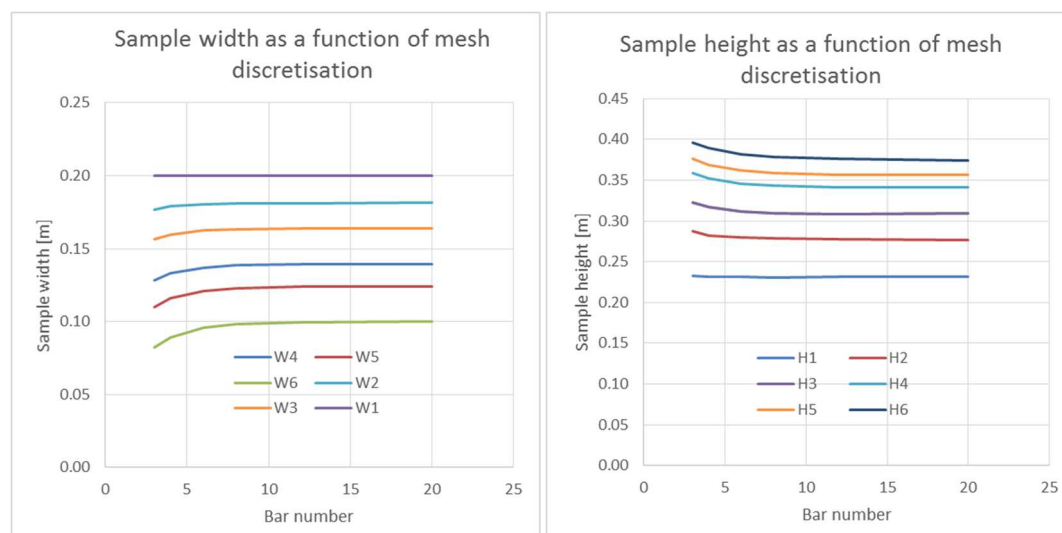 Sample width as a function of mesh
discretisation
Sample width [m]
0.25
0.20
0.15
0.10
0.05
0.00
W4 W5
W6 W2
W3 W1
0 5 10 15 20 25
Bar number
Sample height as a function of mesh
discretisation
Sample height [m]
0.45
0.40
0.35
0.30
0.25
0.20
0.15
0.10
0.05
0.00
H1 H2
H3 H4
H5 H6
0 5 10 15 20 25
Bar number